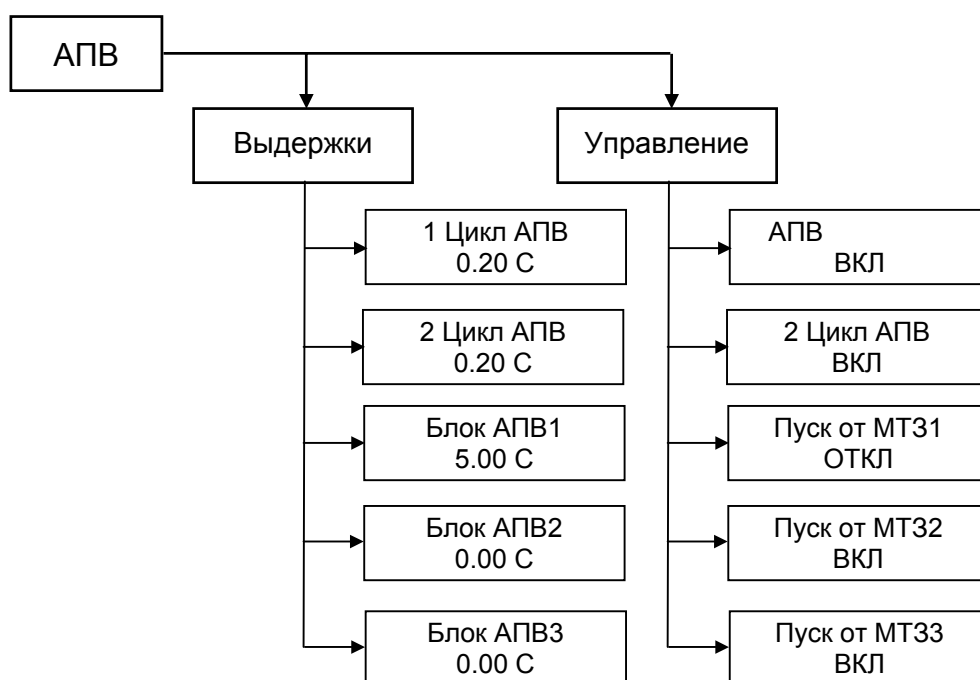 АПВ
Выдержки
Управление
1 Цикл АПВ
0.20 С
2 Цикл АПВ
0.20 С
Блок АПВ1
5.00 С
Блок АПВ2
0.00 С
Блок АПВ3
0.00 С
АПВ
ВКЛ
2 Цикл АПВ
ВКЛ
Пуск от МТЗ1
ОТКЛ
Пуск от МТЗ2
ВКЛ
Пуск от МТЗ3
ВКЛ